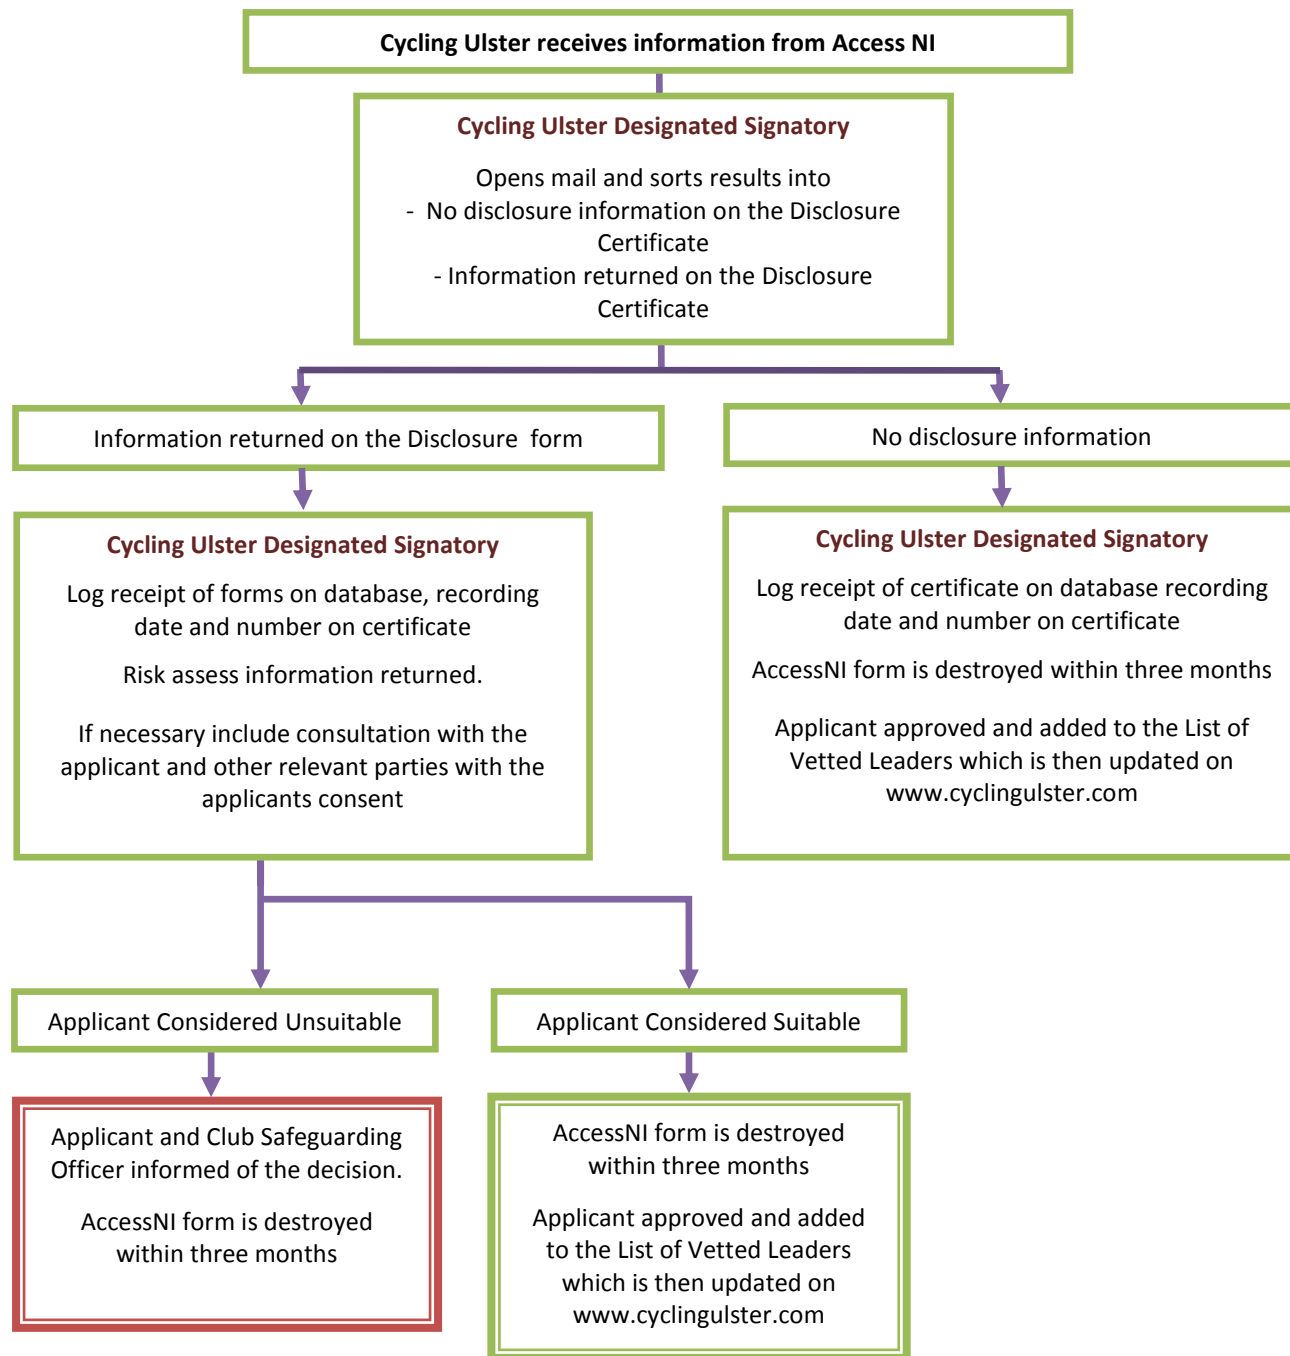 Cycling Ulster receives information from Access NI
Cycling Ulster Designated Signatory
Opens mail and sorts results into
- No disclosure information on the Disclosure
Certificate
- Information returned on the Disclosure
Certificate
Information returned on the Disclosure form
No disclosure information
Cycling Ulster Designated Signatory
Log receipt of forms on database, recording
date and number on certificate
Risk assess information returned.
If necessary include consultation with the
applicant and other relevant parties with the
applicants consent
Cycling Ulster Designated Signatory
Log receipt of certificate on database recording
date and number on certificate
AccessNI form is destroyed within three months
Applicant approved and added to the List of
Vetted Leaders which is then updated on
www.cyclingulster.com
Applicant Considered Unsuitable
Applicant Considered Suitable
Applicant and Club Safeguarding
Officer informed of the decision.
AccessNI form is destroyed
within three months
AccessNI form is destroyed
within three months
Applicant approved and added
to the List of Vetted Leaders
which is then updated on
www.cyclingulster.com